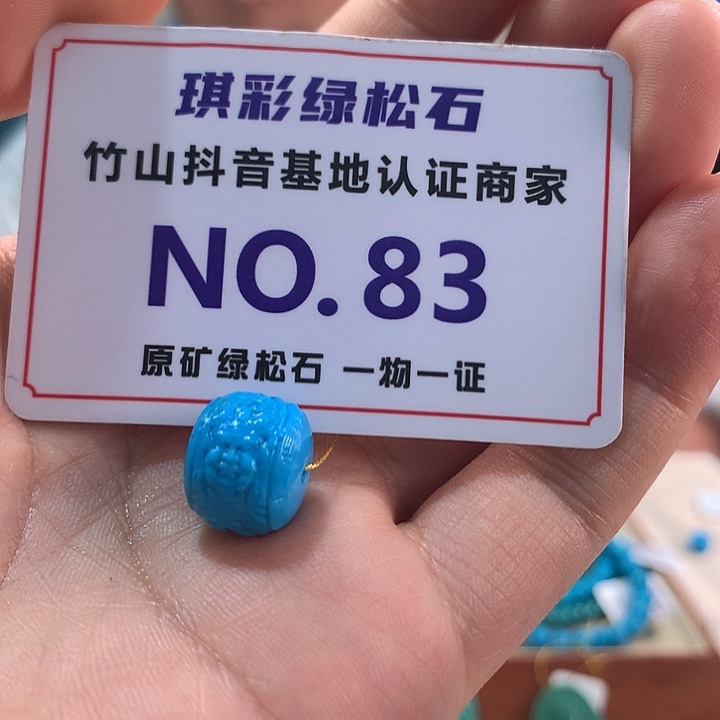 琪彩绿松石
竹山抖音基地认证商家
NO. 83
原矿绿松石 一物一证